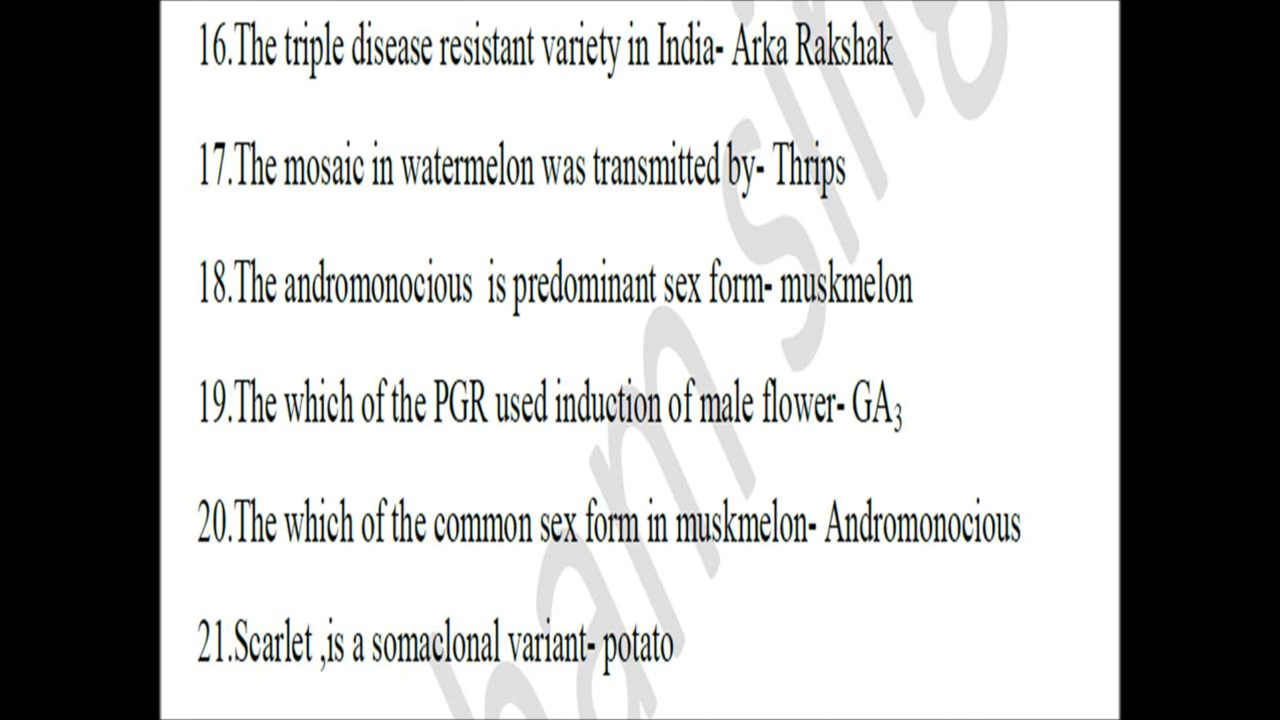 16.The triple disease resistant variety in India- Arka Rakshak
17.The mosaic in watermelon was transmitted by- Thrips
18.The andromonocious is predominant sex form- muskmelon
19.The which of the PGR used induction of male flower- GA₃
20.The which of the common sex form in muskmelon- Andromonocious
21.Scarlet ,is a somaclonal variant- potato